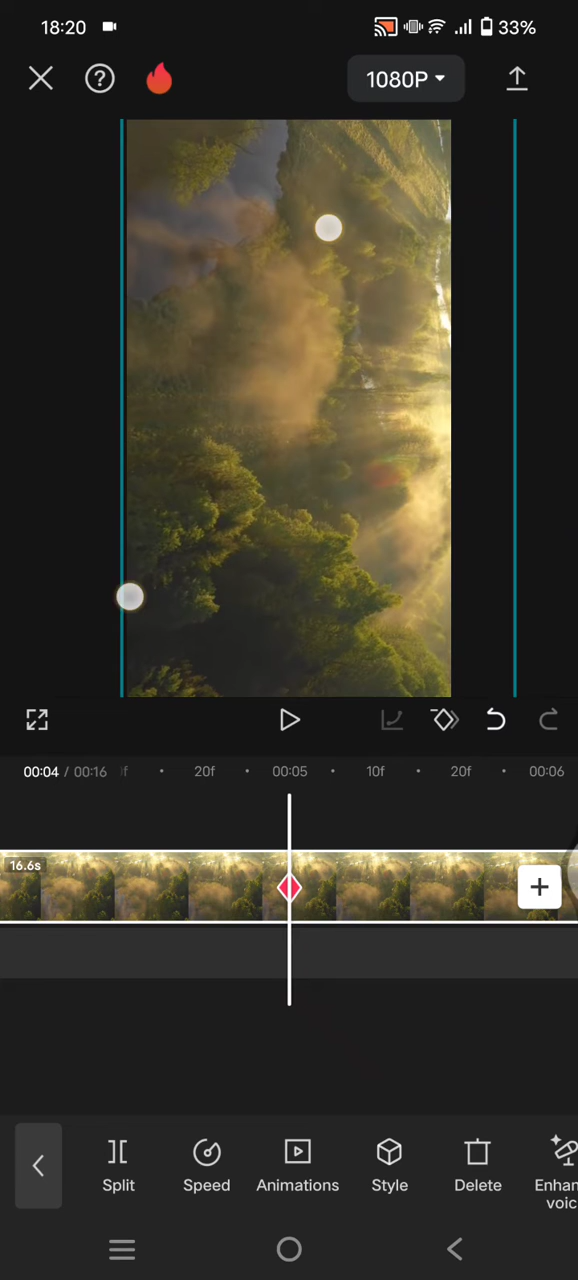 18:20
33%
?
1080P
00:04 / 00:16
20f
00:05
10f
20f
00:06
16.6s
+
Split
Speed
Animations
Style
Delete
Enhan
voic